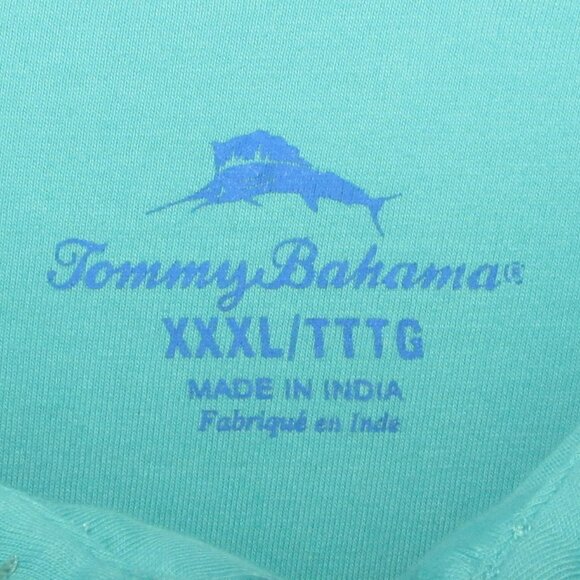 Tommy Bahama®
XXXL/TTTG
MADE IN INDIA
Fabriqué en Inde